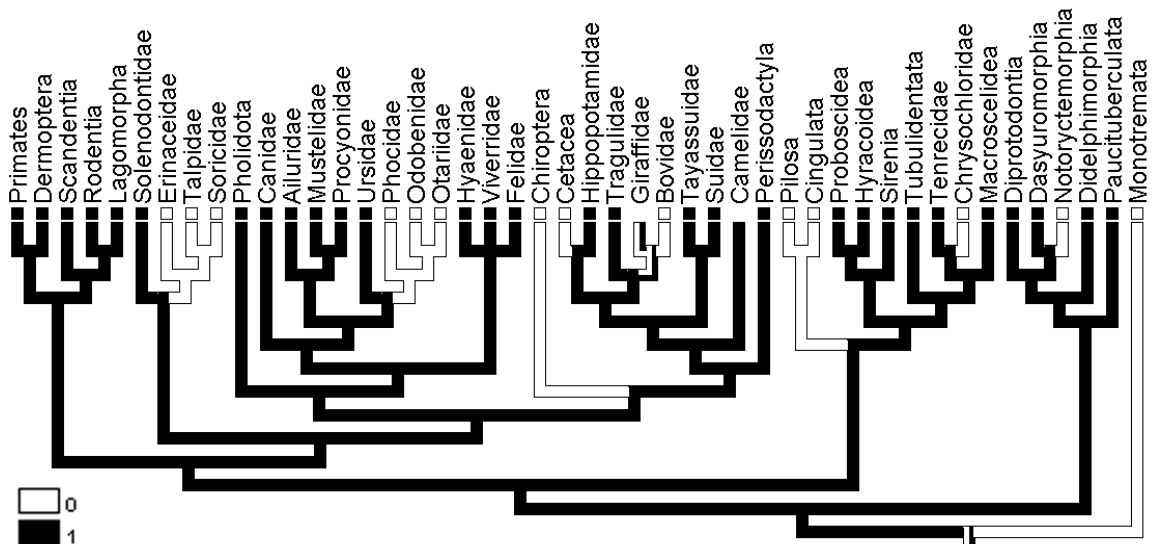 Primates
Dermoptera
Scandentia
Rodentia
Lagomorpha
Solenodontidae
Erinaceidae
Talpidae
Soricidae
Pholidota
Canidae
Ailuridae
Mustelidae
Procyonidae
Ursidae
Phocidae
Odobenidae
Otariidae
Hyaenidae
Viverridae
Felidae
Chiroptera
Cetacea
Hippopotamidae
Tragulidae
Giraffidae
Bovidae
Tayassuidae
Suidae
Camelidae
Perissodactyla
Pilosa
Cingulata
Proboscidea
Hyracoidea
Sirenia
Tubulidentata
Tenrecidae
Chrysochloridae
Macroscelidea
Diprotodontia
Dasyuromorphia
Notoryctemorphia
Didelphimorphia
Paucituberculata
Monotremata
0
1